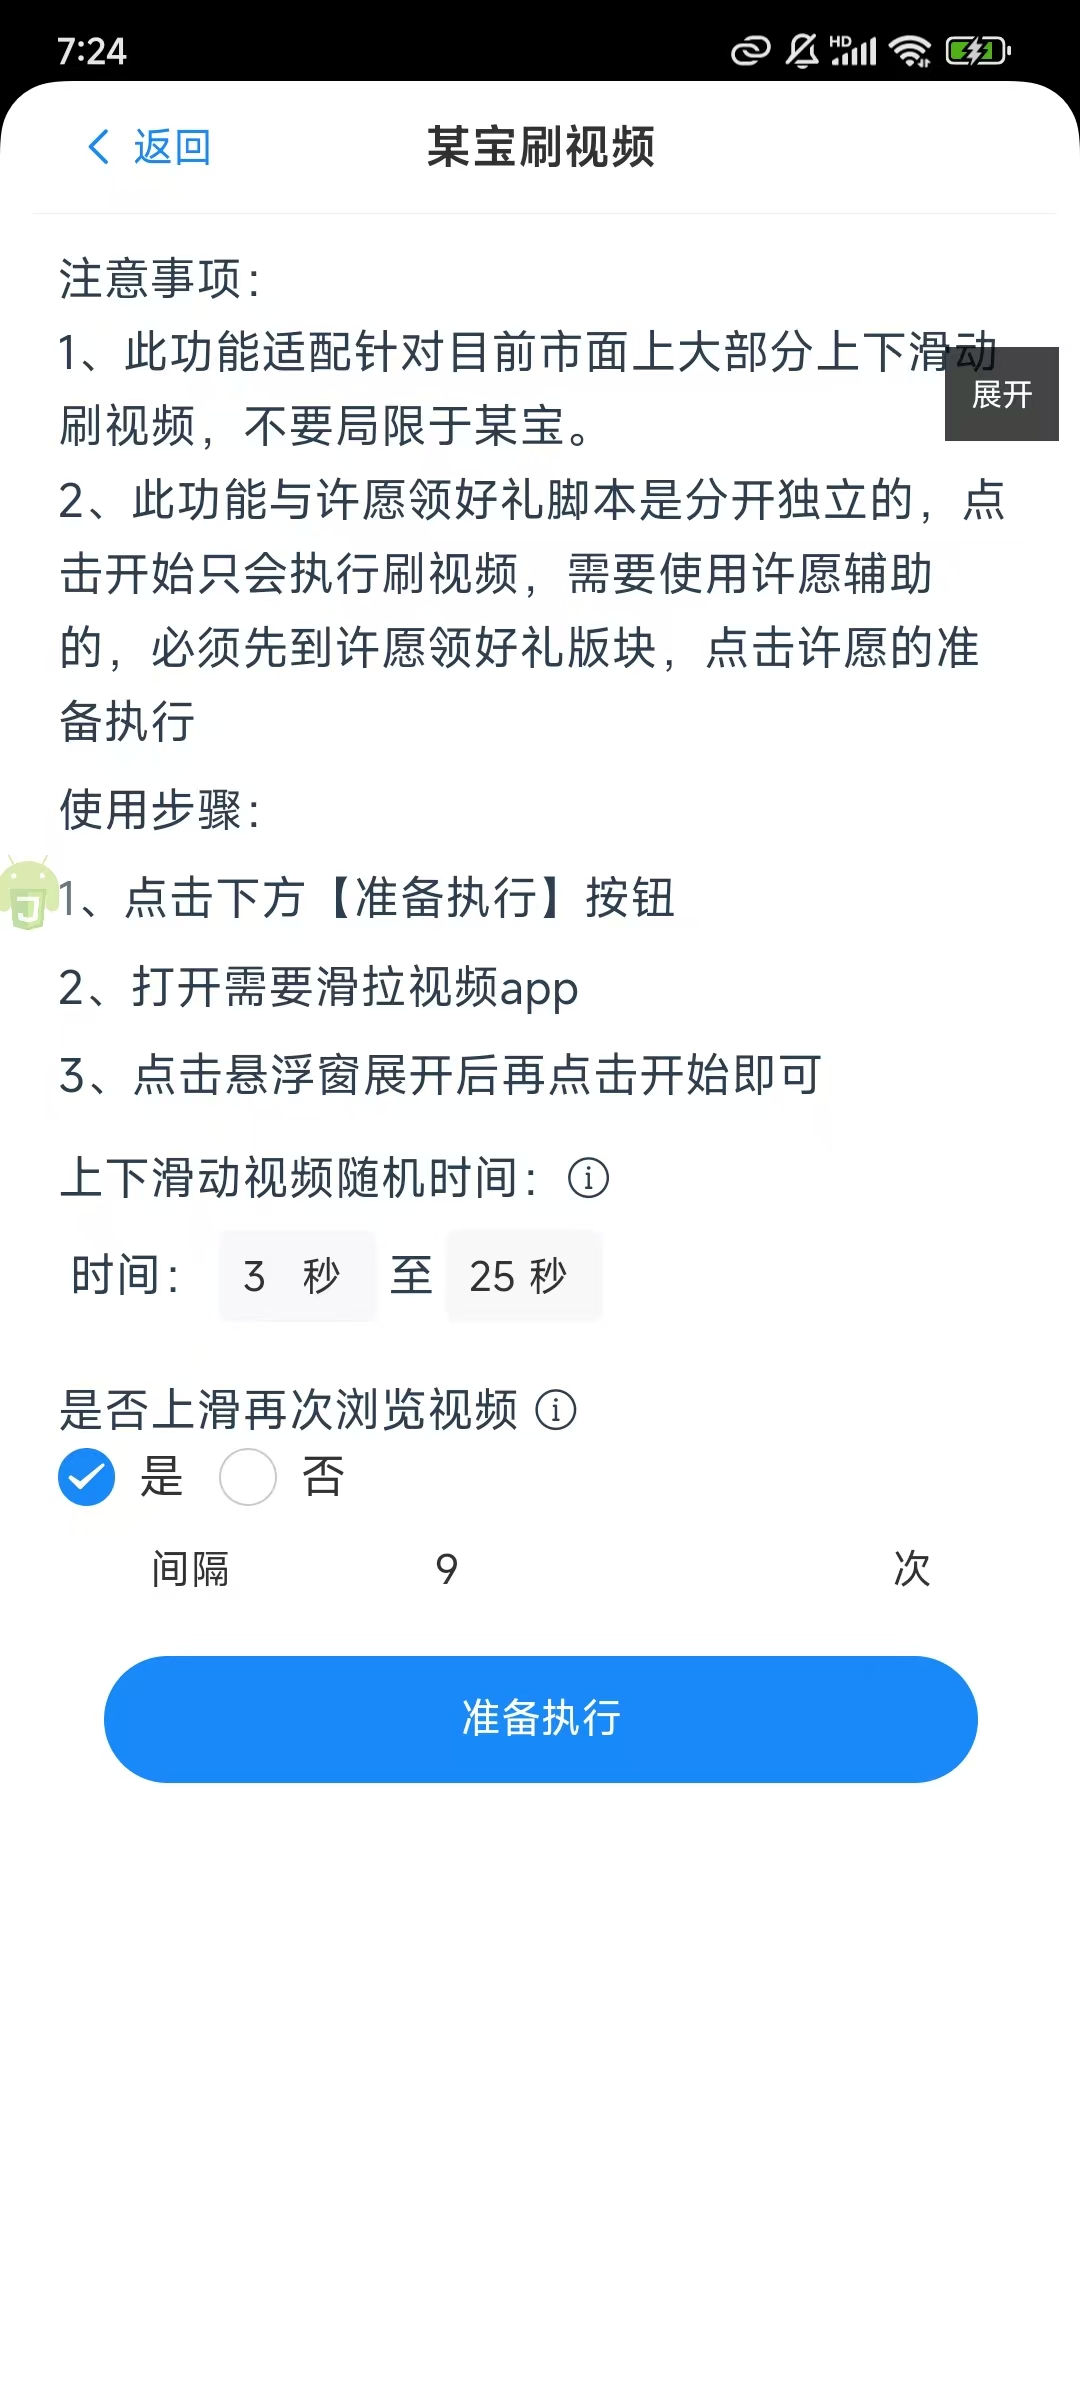 7:24
HD
返回
某宝刷视频
注意事项：
1、此功能适配针对目前市面上大部分上下滑动
展开
刷视频，不要局限于某宝。
2、此功能与许愿领好礼脚本是分开独立的，点
击开始只会执行刷视频，需要使用许愿辅助
的，必须先到许愿领好礼版块，点击许愿的准
备执行
使用步骤：
1、点击下方【准备执行】按钮
2、打开需要滑拉视频app
3、点击悬浮窗展开后再点击开始即可
上下滑动视频随机时间：
时间： 3 秒 至 25 秒
是否上滑再次浏览视频
是 否
间隔 9 次
准备执行